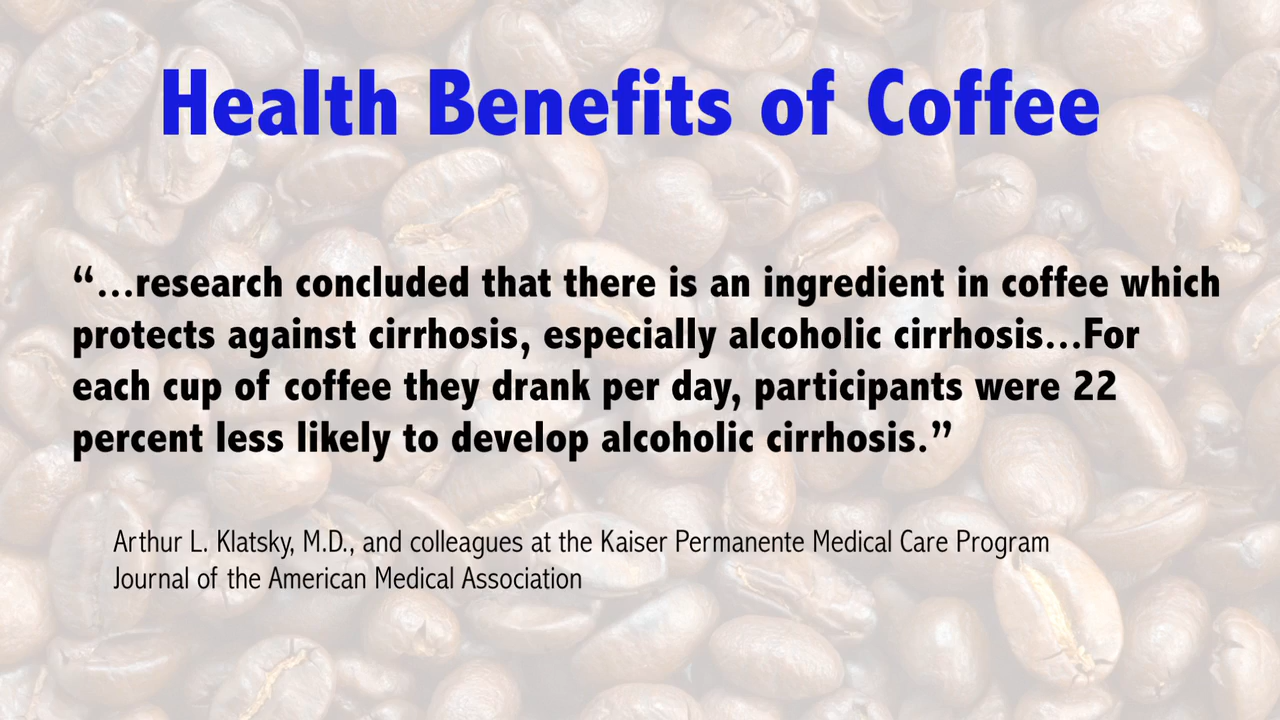 Health Benefits of Coffee
“...research concluded that there is an ingredient in coffee which
protects against cirrhosis, especially alcoholic cirrhosis...For
each cup of coffee they drank per day, participants were 22
percent less likely to develop alcoholic cirrhosis.”
Arthur L. Klatsky, M.D., and colleagues at the Kaiser Permanente Medical Care Program
Journal of the American Medical Association